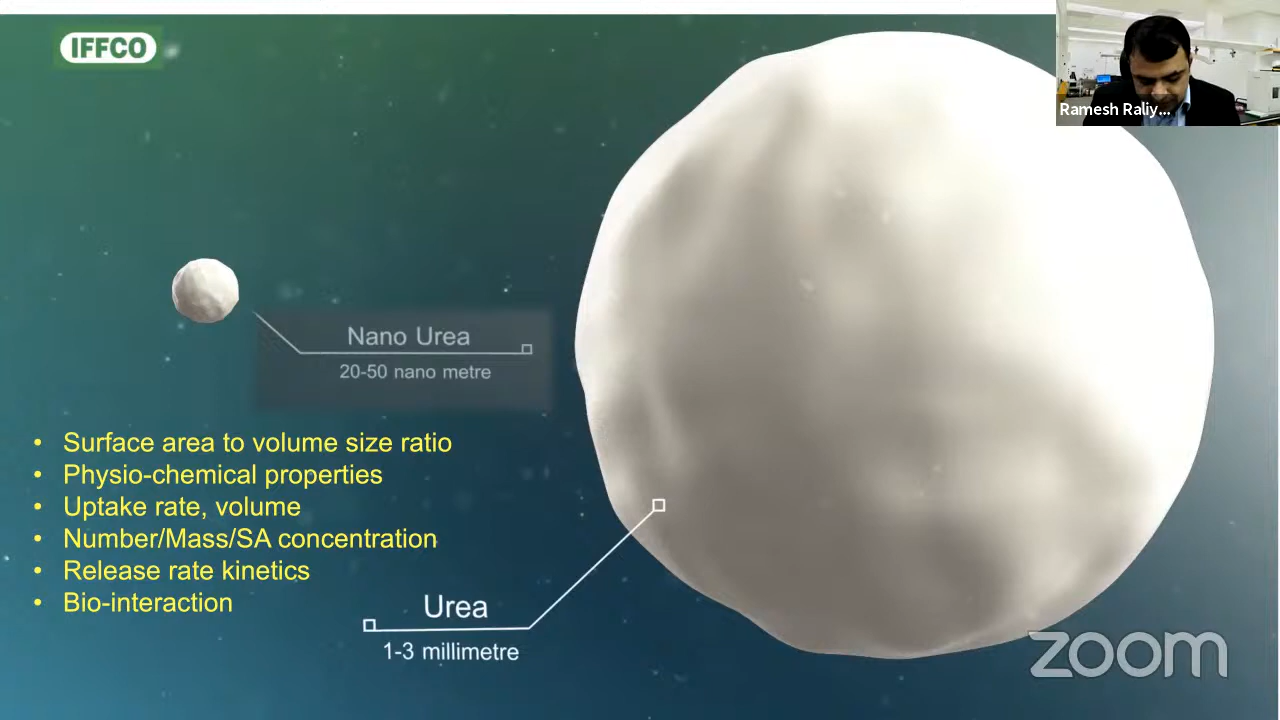 IFFCO
Ramesh Raliy...
Nano Urea
20-50 nano metre
• Surface area to volume size ratio
• Physio-chemical properties
• Uptake rate, volume
• Number/Mass/SA concentration
• Release rate kinetics
• Bio-interaction
Urea
1-3 millimetre
zoom